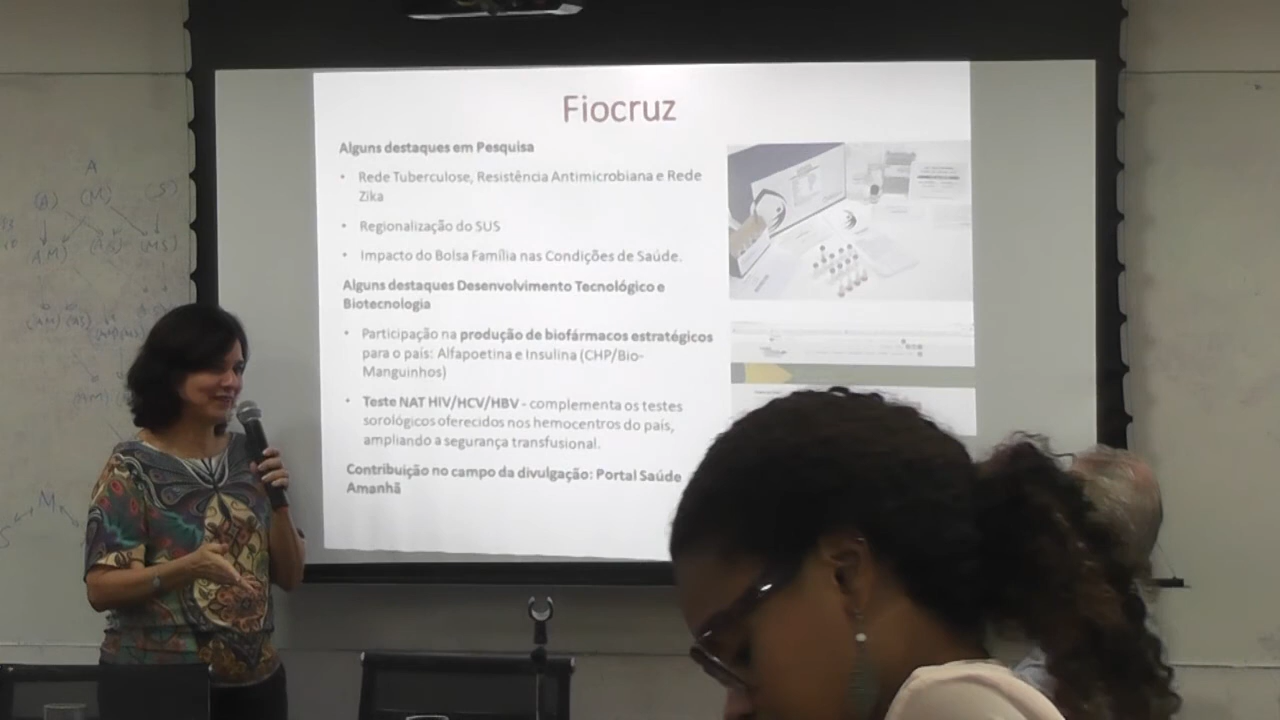 Fiocruz
Alguns destaques em Pesquisa
• Rede Tuberculose, Resistência Antimicrobiana e Rede
Zika
• Regionalização do SUS
• Impacto do Bolsa Família nas Condições de Saúde.
Alguns destaques Desenvolvimento Tecnológico e
Biotecnologia
• Participação na produção de biofármacos estratégicos
para o país: Alfapoetina e Insulina (CHP/Bio-
Manguinhos)
• Teste NAT HIV/HCV/HBV - complementa os testes
sorológicos oferecidos nos hemocentros do país,
ampliando a segurança transfusional.
Contribuição no campo da divulgação: Portal Saúde
Amanhã
A
(A) (M) (S)
(MS)
M